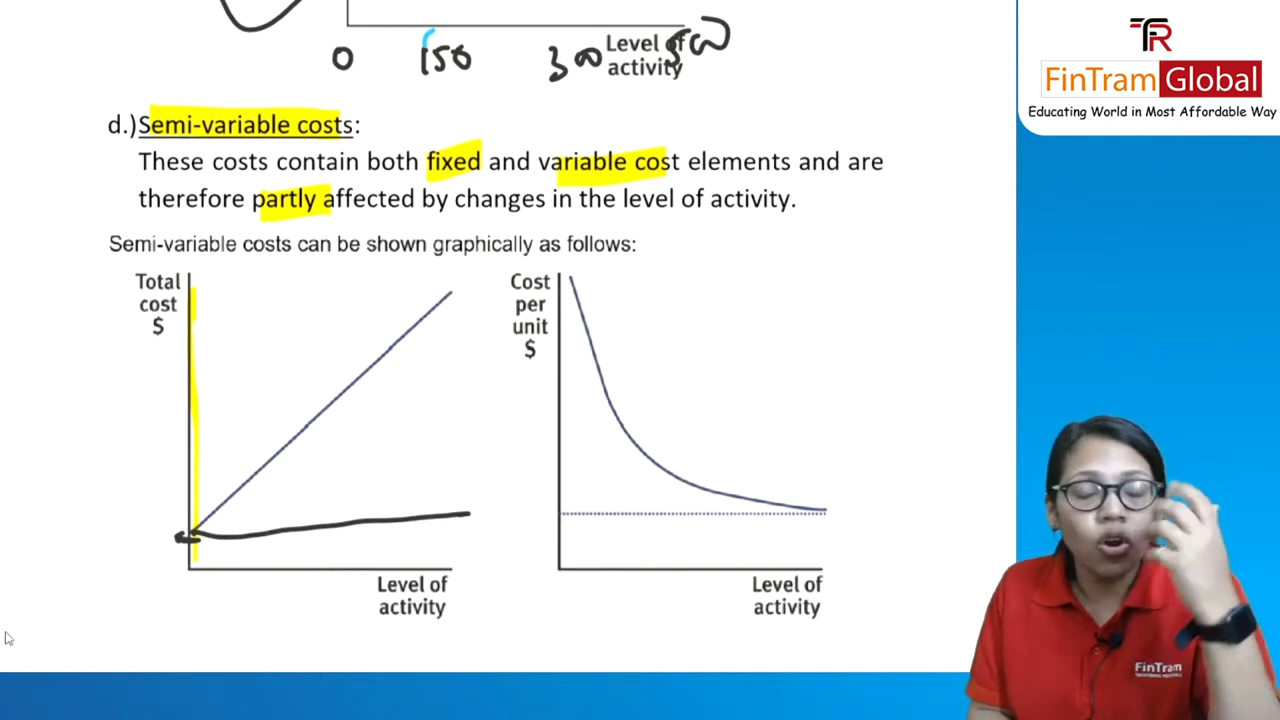 Level of
activity
0
150
300
500
TFR
FinTram Global
Educating World in Most Affordable Way
d.)Semi-variable costs:
These costs contain both fixed and variable cost elements and are
therefore partly affected by changes in the level of activity.
Semi-variable costs can be shown graphically as follows:
Total
cost
$
Level of
activity
Cost
per
unit
$
Level of
activity
FinTram